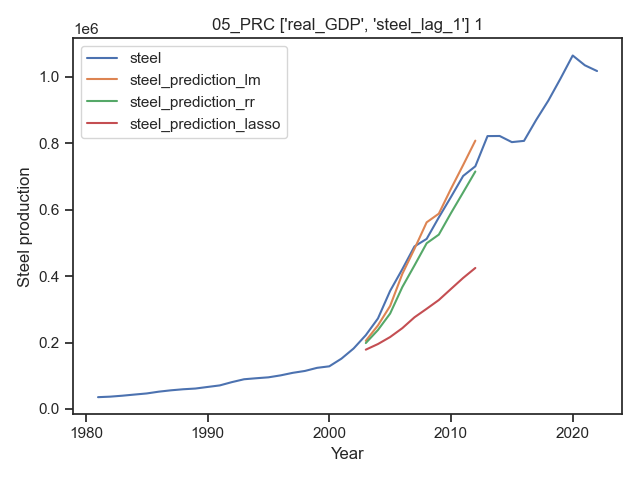 05_PRC ['real_GDP', 'steel_lag_1'] 1
1e6
steel
steel_prediction_lm
steel_prediction_rr
steel_prediction_lasso
Steel production
1.0
0.8
0.6
0.4
0.2
0.0
1980
1990
2000
2010
2020
Year